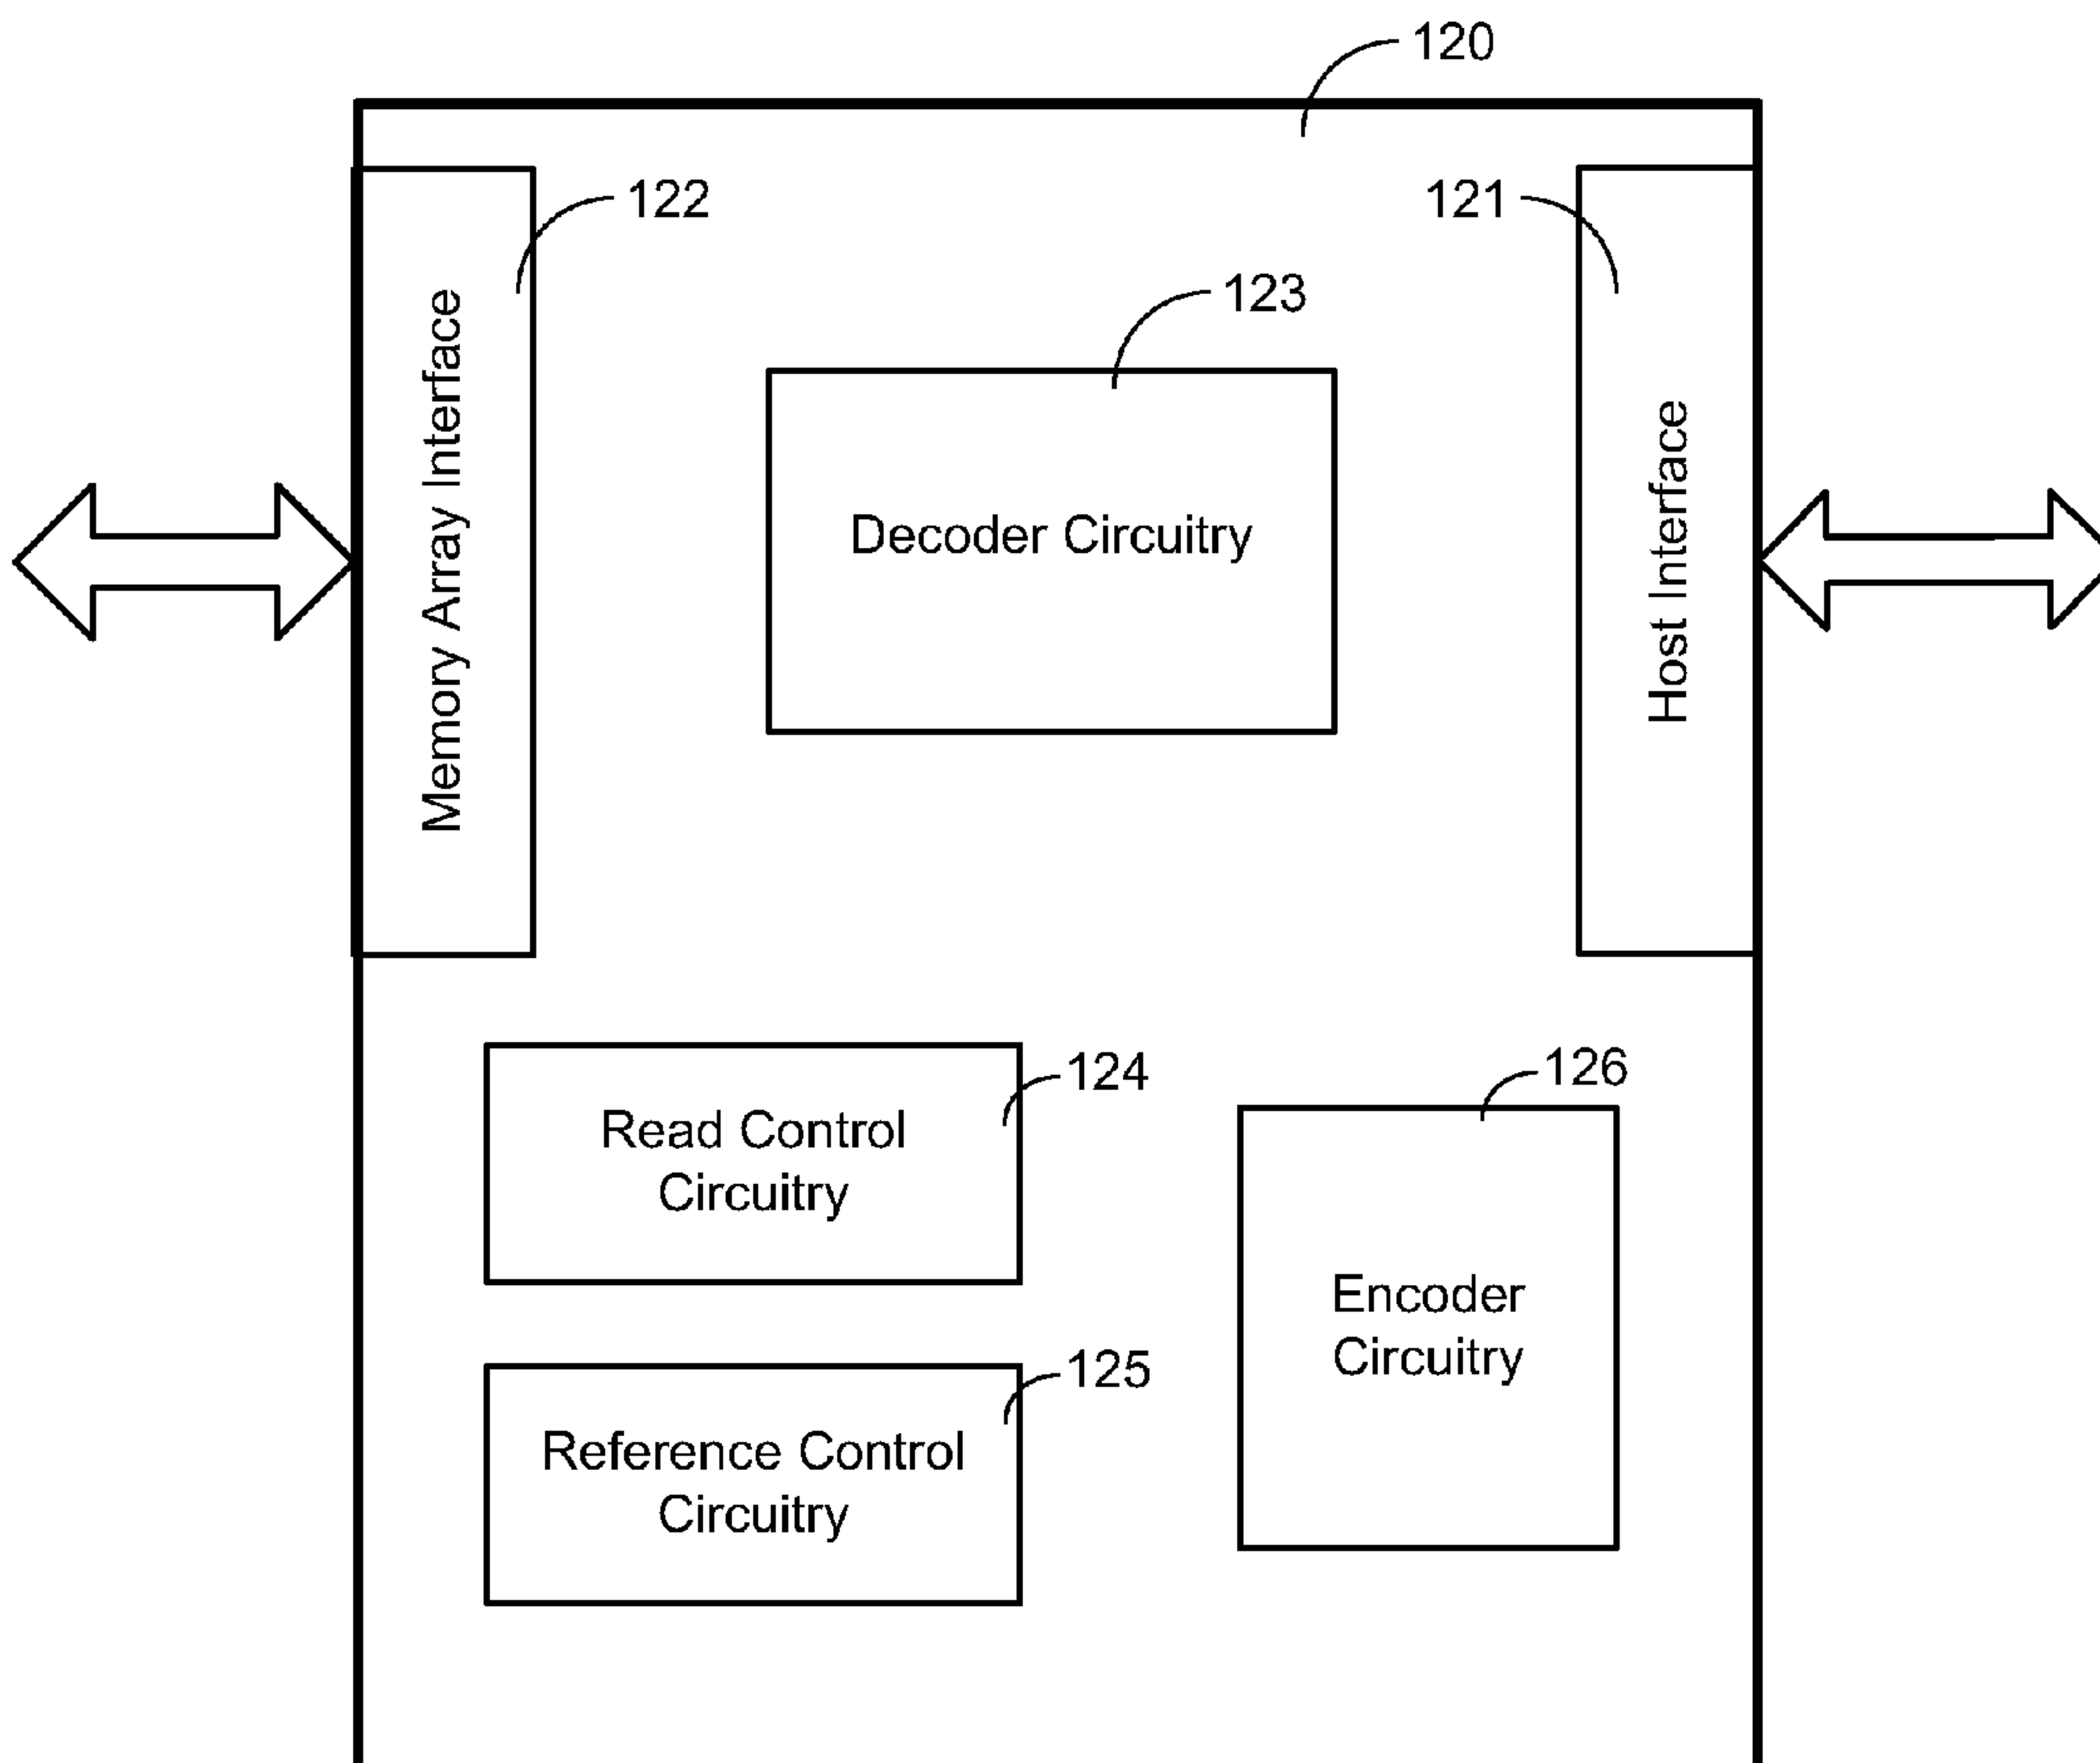 120
122
121
123
Memory Array Interface
Decoder Circuitry
Host Interface
124
126
Read Control
Circuitry
Encoder
Circuitry
125
Reference Control
Circuitry